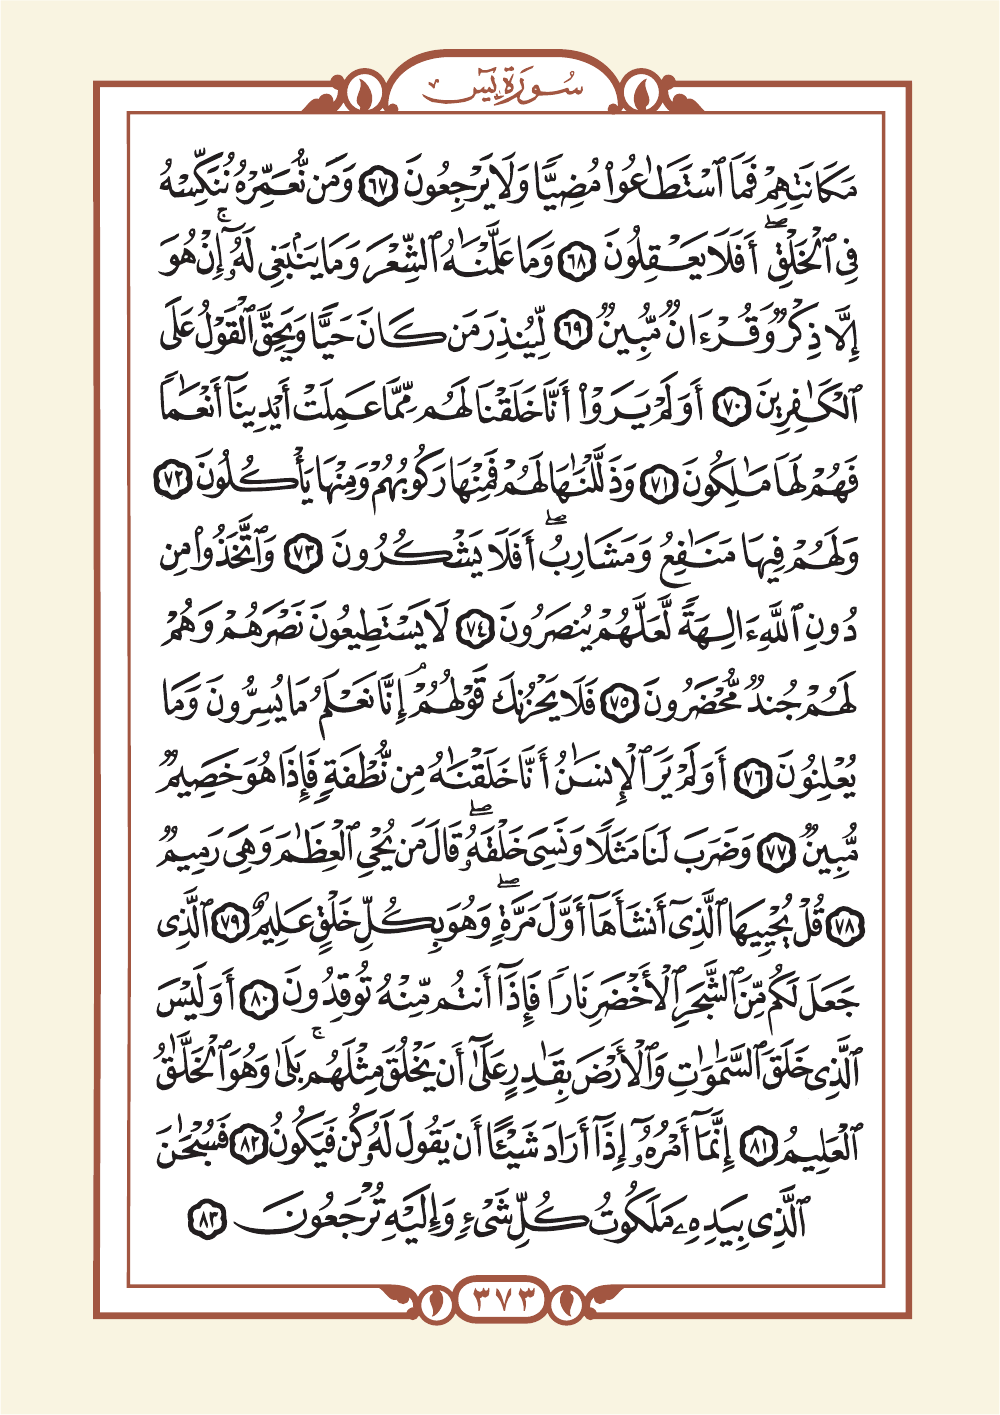 سُورَةُ يسٓ
مَكَانَتِهِمْ فَمَا ٱسْتَطَٰعُوا۟ مُضِيًّا وَلَا يَرْجِعُونَ ٦٧ وَمَن نُّعَمِّرْهُ نُنَكِّسْهُ
فِى ٱلْخَلْقِ ۖ أَفَلَا يَعْقِلُونَ ٦٨ وَمَا عَلَّمْنَٰهُ ٱلشِّعْرَ وَمَا يَنۢبَغِى لَهُۥٓ ۚ إِنْ هُوَ
إِلَّا ذِكْرٌ وَقُرْءَانٌ مُّبِينٌ ٦٩ لِّيُنذِرَ مَن كَانَ حَيًّا وَيَحِقَّ ٱلْقَوْلُ عَلَى
ٱلْكَٰفِرِينَ ٧٠ أَوَلَمْ يَرَوْا۟ أَنَّا خَلَقْنَا لَهُم مِّمَّا عَمِلَتْ أَيْدِينَآ أَنْعَٰمًا
فَهُمْ لَهَا مَٰلِكُونَ ٧١ وَذَلَّلْنَٰهَا لَهُمْ فَمِنْهَا رَكُوبُهُمْ وَمِنْهَا يَأْكُلُونَ ٧٢
وَلَهُمْ فِيهَا مَنَٰفِعُ وَمَشَارِبُ ۖ أَفَلَا يَشْكُرُونَ ٧٣ وَٱتَّخَذُوا۟ مِن
دُونِ ٱللَّهِ ءَالِهَةً لَّعَلَّهُمْ يُنصَرُونَ ٧٤ لَا يَسْتَطِيعُونَ نَصْرَهُمْ وَهُمْ
لَهُمْ جُندٌ مُّحْضَرُونَ ٧٥ فَلَا يَحْزُنكَ قَوْلُهُمْ ۘ إِنَّا نَعْلَمُ مَا يُسِرُّونَ وَمَا
يُعْلِنُونَ ٧٦ أَوَلَمْ يَرَ ٱلْإِنسَٰنُ أَنَّا خَلَقْنَٰهُ مِن نُّطْفَةٍ فَإِذَا هُوَ خَصِيمٌ
مُّبِينٌ ٧٧ وَضَرَبَ لَنَا مَثَلًا وَنَسِىَ خَلْقَهُۥ ۖ قَالَ مَن يُحْىِ ٱلْعِظَٰمَ وَهِىَ رَمِيمٌ
٧٨ قُلْ يُحْيِيهَا ٱلَّذِىٓ أَنشَأَهَآ أَوَّلَ مَرَّةٍ ۖ وَهُوَ بِكُلِّ خَلْقٍ عَلِيمٌ ٧٩ ٱلَّذِى
جَعَلَ لَكُم مِّنَ ٱلشَّجَرِ ٱلْأَخْضَرِ نَارًا فَإِذَآ أَنتُم مِّنْهُ تُوقِدُونَ ٨٠ أَوَلَيْسَ
ٱلَّذِى خَلَقَ ٱلسَّمَٰوَٰتِ وَٱلْأَرْضَ بِقَٰدِرٍ عَلَىٰٓ أَن يَخْلُقَ مِثْلَهُم ۚ بَلَىٰ وَهُوَ ٱلْخَلَّٰقُ
ٱلْعَلِيمُ ٨١ إِنَّمَآ أَمْرُهُۥٓ إِذَآ أَرَادَ شَيْـًٔا أَن يَقُولَ لَهُۥ كُن فَيَكُونُ ٨٢ فَسُبْحَٰنَ
ٱلَّذِى بِيَدِهِۦ مَلَكُوتُ كُلِّ شَىْءٍ وَإِلَيْهِ تُرْجَعُونَ ٨٣
٣٧٣